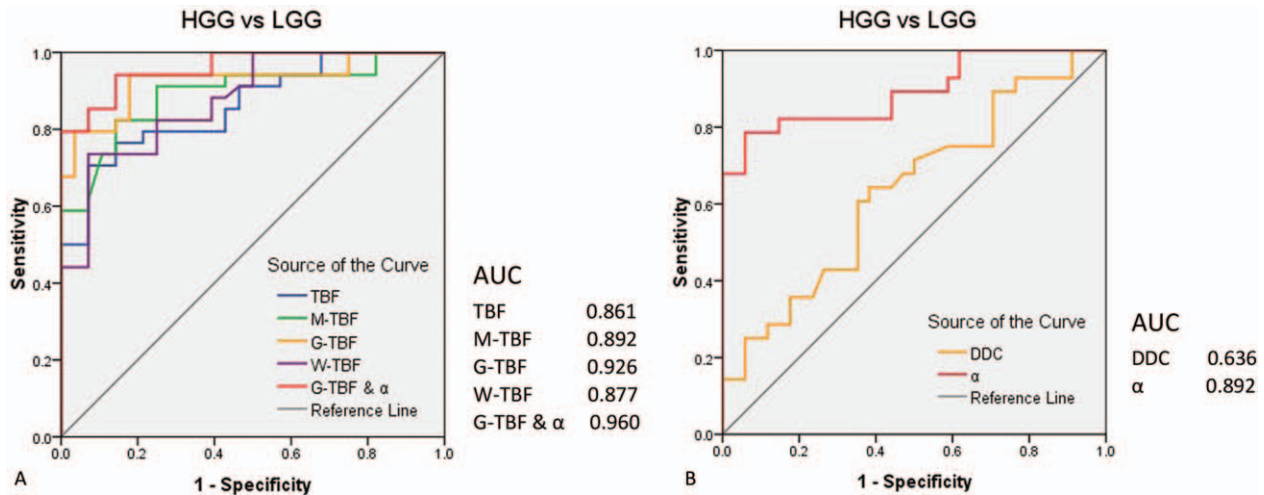 HGG vs LGG
1.0
0.8
0.6
0.4
0.2
0.0
Sensitivity
0.0 0.2 0.4 0.6 0.8 1.0
1 - Specificity
Source of the Curve
TBF
M-TBF
G-TBF
W-TBF
G-TBF & α
Reference Line
A
AUC
TBF 0.861
M-TBF 0.892
G-TBF 0.926
W-TBF 0.877
G-TBF & α 0.960
HGG vs LGG
1.0
0.8
0.6
0.4
0.2
0.0
Sensitivity
0.0 0.2 0.4 0.6 0.8 1.0
1 - Specificity
Source of the Curve
DDC
α
Reference Line
B
AUC
DDC 0.636
α 0.892